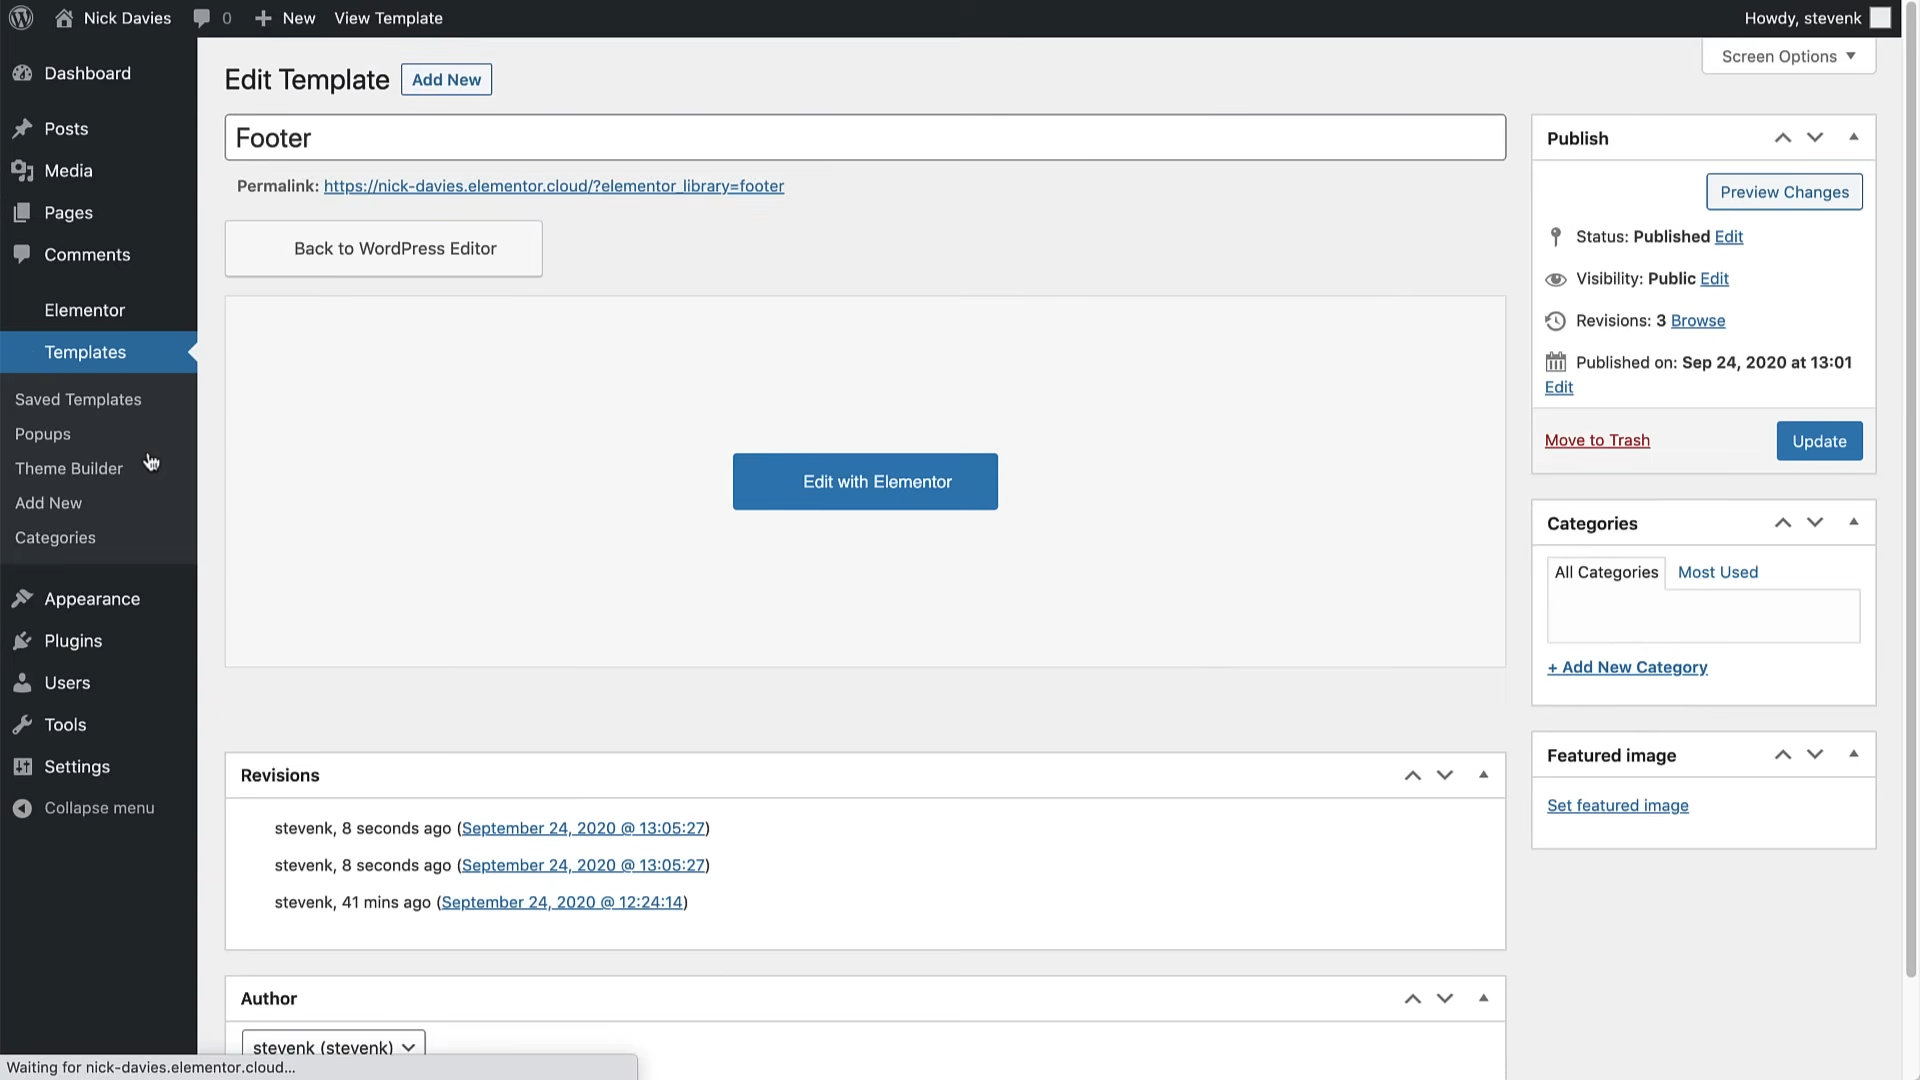 Nick Davies
0
New
View Template
Howdy, stevenk
Screen Options
Dashboard
Posts
Media
Pages
Comments
Elementor
Templates
Saved Templates
Popups
Theme Builder
Add New
Categories
Appearance
Plugins
Users
Tools
Settings
Collapse menu
Edit Template
Add New
Footer
Permalink: https://nick-davies.elementor.cloud/?elementor_library=footer
Back to WordPress Editor
Edit with Elementor
Revisions
stevenk, 8 seconds ago (September 24, 2020 @ 13:05:27)
stevenk, 8 seconds ago (September 24, 2020 @ 13:05:27)
stevenk, 41 mins ago (September 24, 2020 @ 12:24:14)
Author
stevenk (stevenk)
Publish
Preview Changes
Status: Published Edit
Visibility: Public Edit
Revisions: 3 Browse
Published on: Sep 24, 2020 at 13:01
Edit
Move to Trash
Update
Categories
All Categories
Most Used
+ Add New Category
Featured image
Set featured image
Waiting for nick-davies.elementor.cloud...